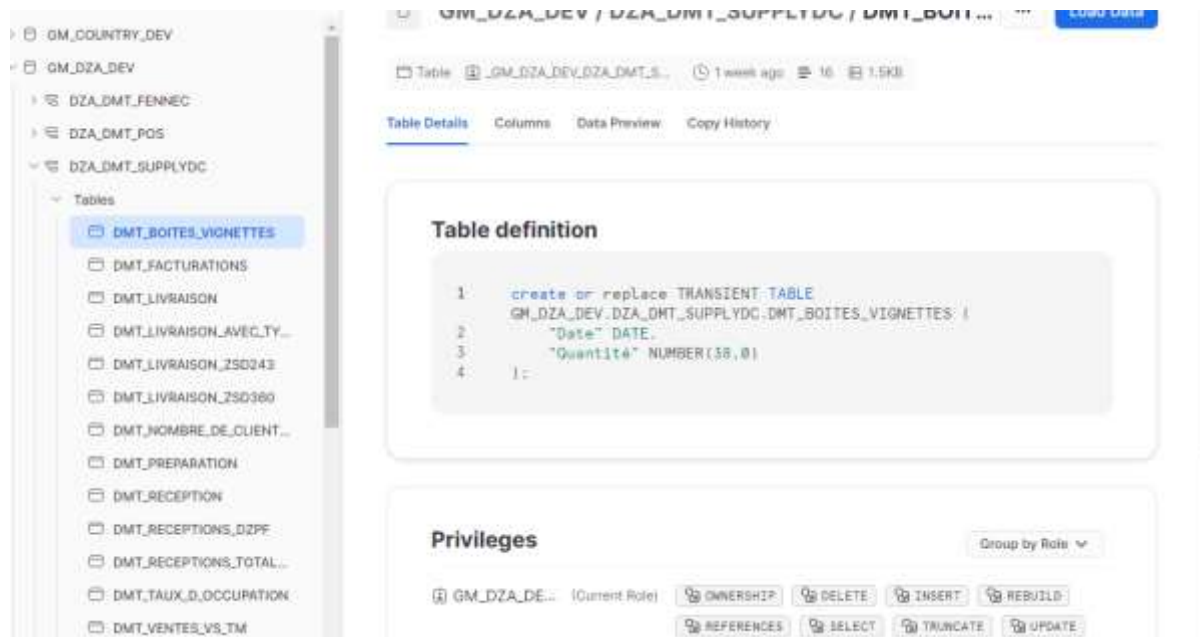 GM_COUNTRY_DEV
GM_DZA_DEV
DZA_DMT_FENNEC
DZA_DMT_POS
DZA_DMT_SUPPLYDC
Tables
DMT_BOITES_VIGNETTES
DMT_FACTURATIONS
DMT_LIVRAISON
DMT_LIVRAISON_AVEC_TY...
DMT_LIVRAISON_ZSD243
DMT_LIVRAISON_ZSD360
DMT_NOMBRE_DE_CLIENT...
DMT_PREPARATION
DMT_RECEPTION
DMT_RECEPTIONS_DZPF
DMT_RECEPTIONS_TOTAL...
DMT_TAUX_D_OCCUPATION
DMT_VENTES_VS_TM
GM_DZA_DEV / DZA_DMT_SUPPLYDC / DMT_BOIT... ... Load Data
Table _GM_DZA_DEV_DZA_DMT_S... 1 week ago 16 1.5KB
Table Details Columns Data Preview Copy History
Table definition
1 create or replace TRANSIENT TABLE
GM_DZA_DEV.DZA_DMT_SUPPLYDC.DMT_BOITES_VIGNETTES (
2 "Date" DATE,
3 "Quantité" NUMBER(38,0)
4 );
Privileges
Group by Role
GM_DZA_DE... (Current Role) OWNERSHIP DELETE INSERT REBUILD
REFERENCES SELECT TRUNCATE UPDATE